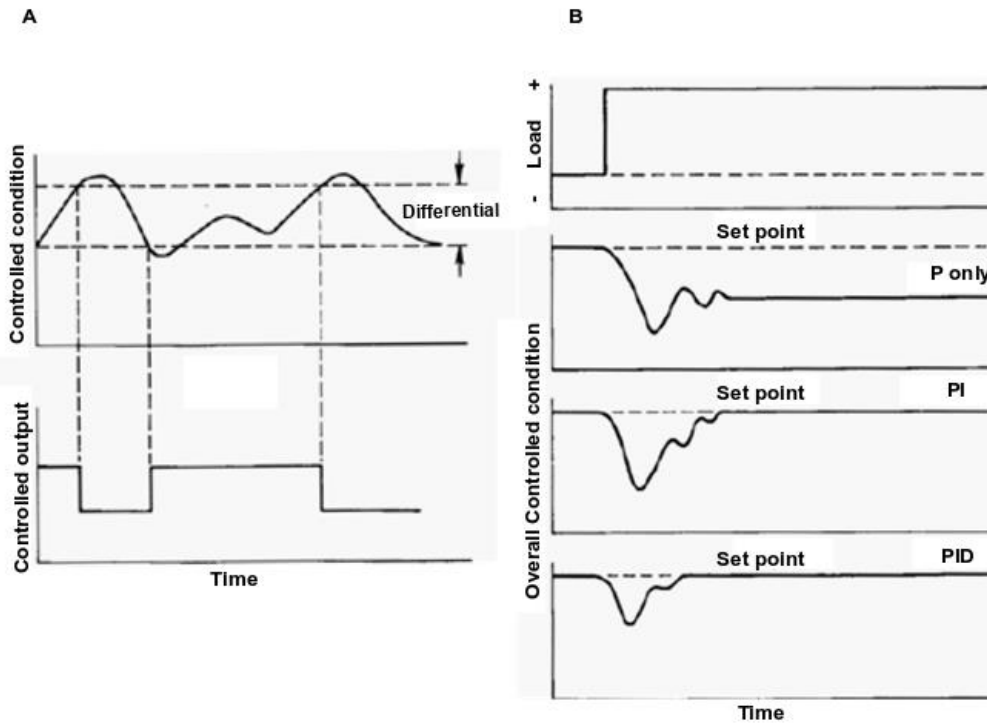 A
Controlled condition
Differential
Controlled output
Time
B
+
Load
-
Set point
P only
Overall Controlled condition
Set point
PI
Set point
PID
Time